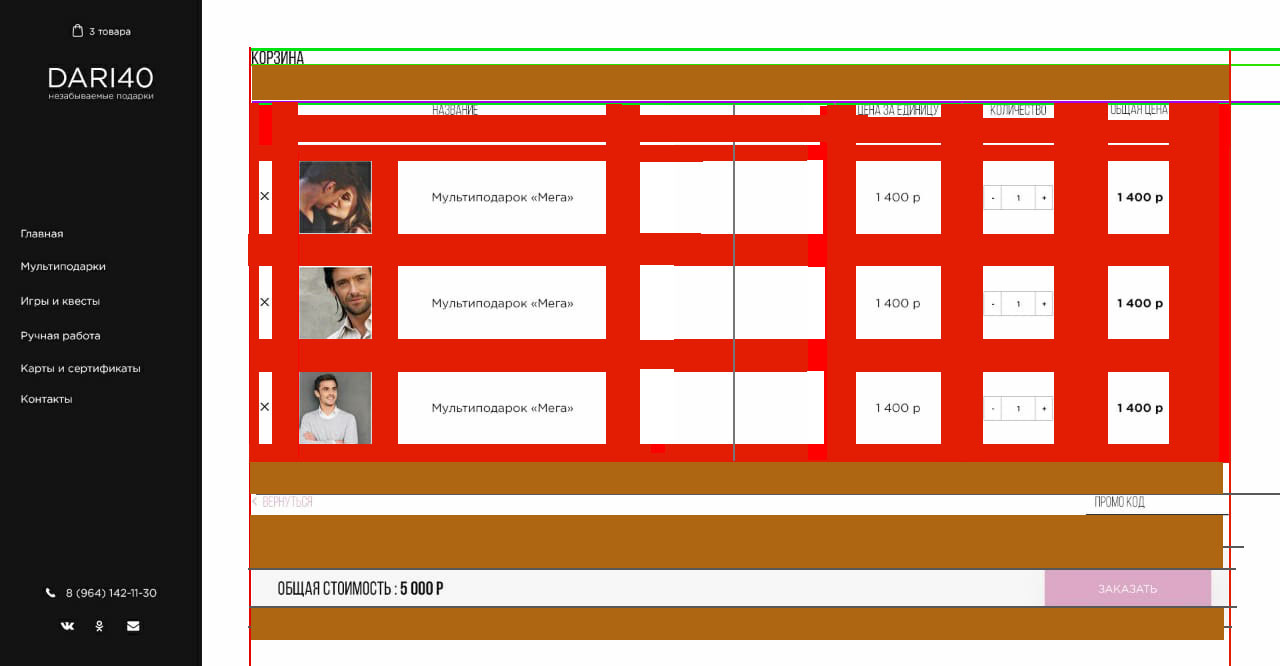 3 товара
DARI40
незабываемые подарки
Главная
Мультиподарки
Игры и квесты
Ручная работа
Карты и сертификаты
Контакты
8 (964) 142-11-30
КОРЗИНА
НАЗВАНИЕ ЦЕНА ЗА ЕДИНИЦУ КОЛИЧЕСТВО ОБЩАЯ ЦЕНА
× Мультиподарок «Мега» 1 400 р - 1 + 1 400 р
× Мультиподарок «Мега» 1 400 р - 1 + 1 400 р
× Мультиподарок «Мега» 1 400 р - 1 + 1 400 р
< ВЕРНУТЬСЯ ПРОМО КОД
ОБЩАЯ СТОИМОСТЬ : 5 000 Р ЗАКАЗАТЬ